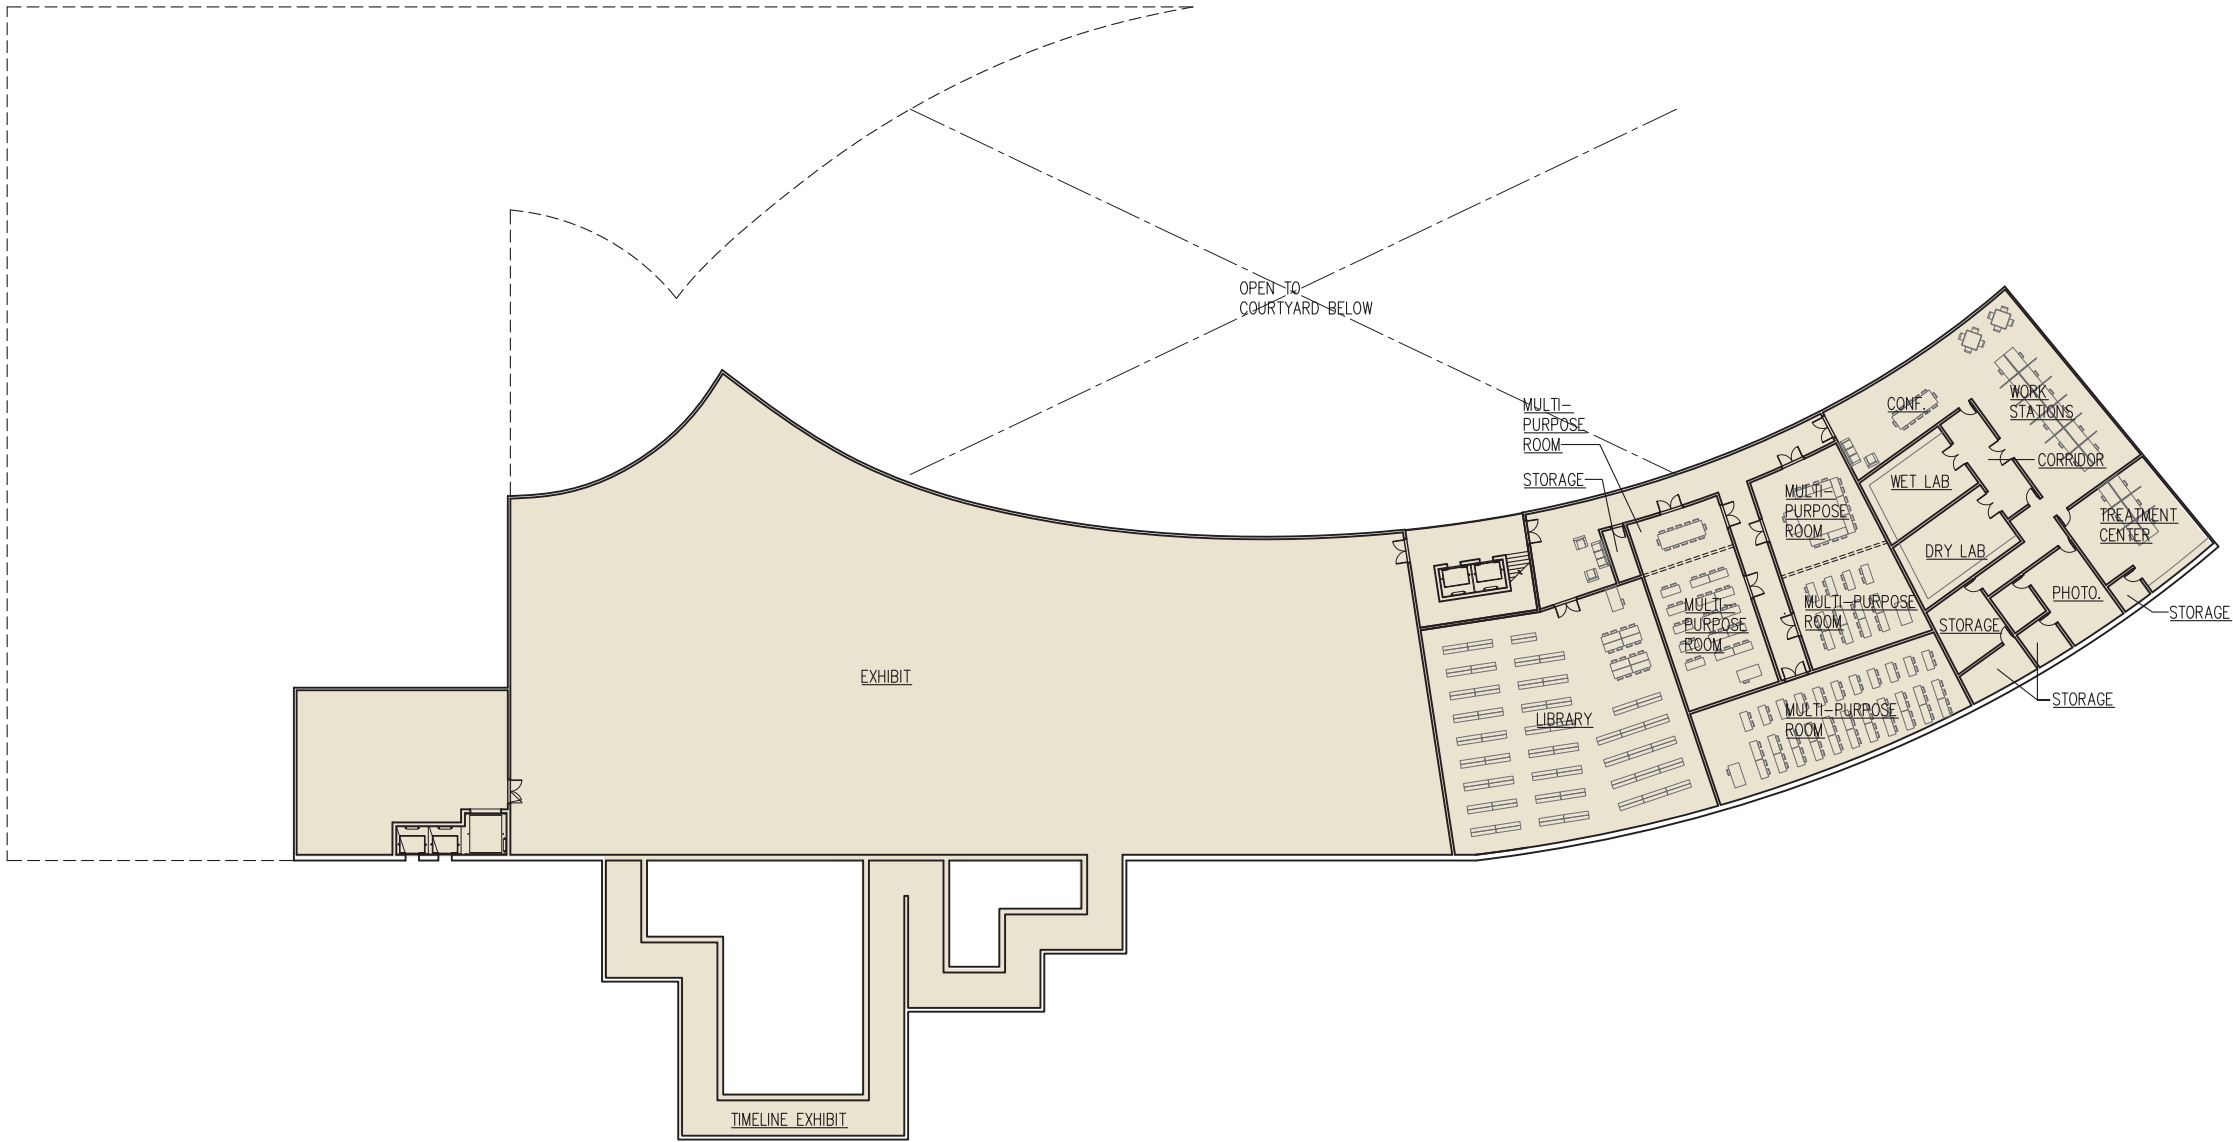 OPEN TO
COURTYARD BELOW
MULTI-
PURPOSE
ROOM
STORAGE
CONF.
WORK
STATIONS
CORRIDOR
WET LAB
MULTI-
PURPOSE
ROOM
TREATMENT
CENTER
DRY LAB
PHOTO.
STORAGE
MULTI-
PURPOSE
ROOM
MULTI-PURPOSE
ROOM
STORAGE
STORAGE
EXHIBIT
LIBRARY
MULTI-PURPOSE
ROOM
TIMELINE EXHIBIT